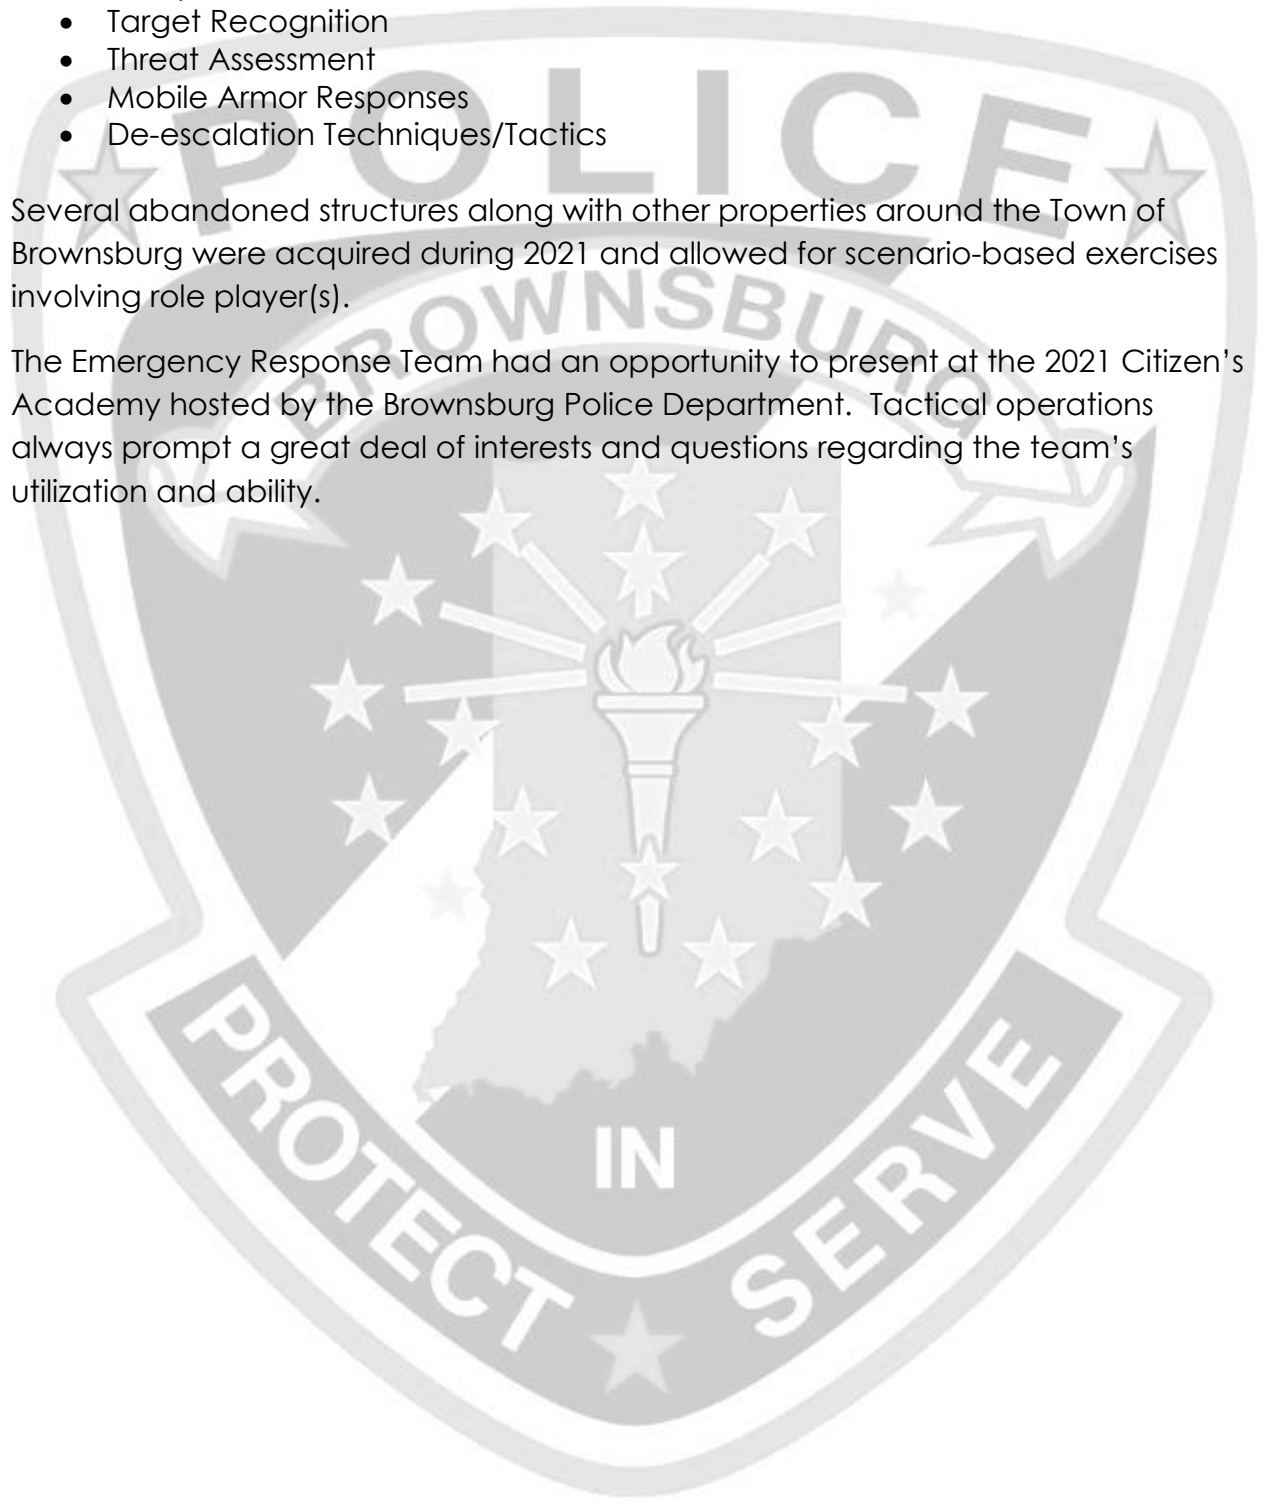 • Target Recognition
• Threat Assessment
• Mobile Armor Responses
• De-escalation Techniques/Tactics
Several abandoned structures along with other properties around the Town of
Brownsburg were acquired during 2021 and allowed for scenario-based exercises
involving role player(s).
The Emergency Response Team had an opportunity to present at the 2021 Citizen’s
Academy hosted by the Brownsburg Police Department.  Tactical operations
always prompt a great deal of interests and questions regarding the team’s
utilization and ability.
POLICE
BROWNSBURG
IN
PROTECT
SERVE